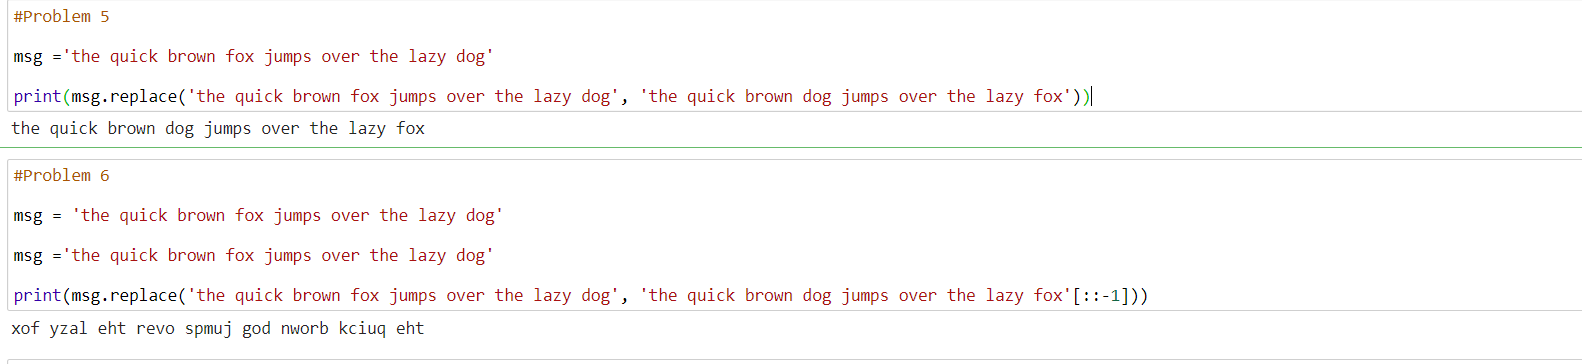 #Problem 5
msg ='the quick brown fox jumps over the lazy dog'
print(msg.replace('the quick brown fox jumps over the lazy dog', 'the quick brown dog jumps over the lazy fox'))
the quick brown dog jumps over the lazy fox
#Problem 6
msg = 'the quick brown fox jumps over the lazy dog'
msg ='the quick brown fox jumps over the lazy dog'
print(msg.replace('the quick brown fox jumps over the lazy dog', 'the quick brown dog jumps over the lazy fox'[::-1]))
xof yzal eht revo spmuj god nworb kciuq eht